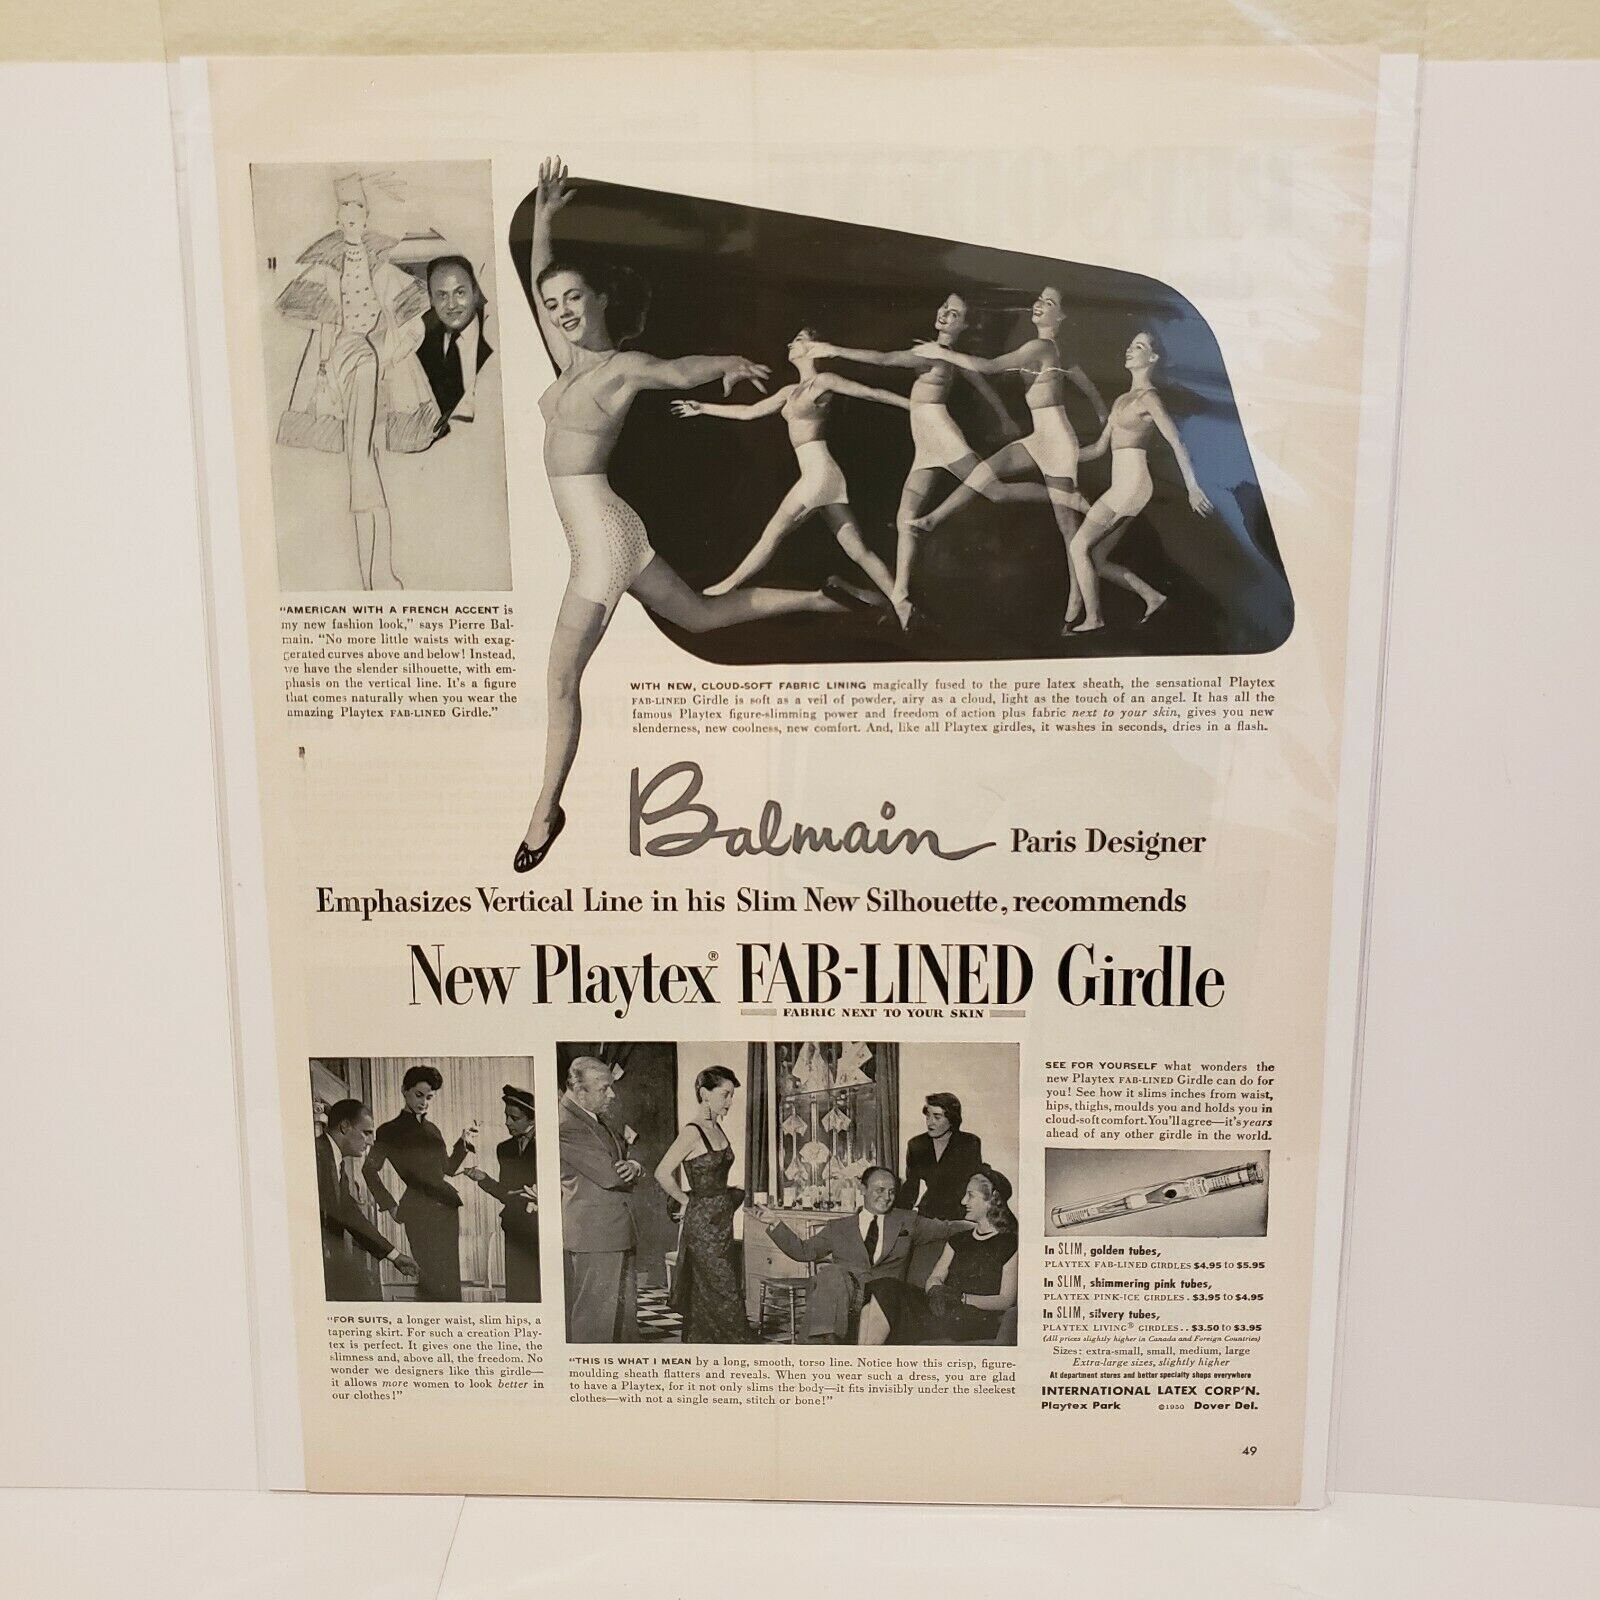 "AMERICAN WITH A FRENCH ACCENT is
my new fashion look," says Pierre Bal-
main. "No more little waists with exag-
gerated curves above and below! Instead,
we have the slender silhouette, with em-
phasis on the vertical line. It's a figure
that comes naturally when you wear the
amazing Playtex FAB-LINED Girdle."
WITH NEW, CLOUD-SOFT FABRIC LINING magically fused to the pure latex sheath, the sensational Playtex
FAB-LINED Girdle is soft as a veil of powder, airy as a cloud, light as the touch of an angel. It has all the
famous Playtex figure-slimming power and freedom of action plus fabric next to your skin, gives you new
slenderness, new coolness, new comfort. And, like all Playtex girdles, it washes in seconds, dries in a flash.
Balmain Paris Designer
Emphasizes Vertical Line in his Slim New Silhouette, recommends
New Playtex® FAB-LINED Girdle
FABRIC NEXT TO YOUR SKIN
"FOR SUITS, a longer waist, slim hips, a
tapering skirt. For such a creation Play-
tex is perfect. It gives one the line, the
slimness and, above all, the freedom. No
wonder we designers like this girdle—
it allows more women to look better in
our clothes!"
"THIS IS WHAT I MEAN by a long, smooth, torso line. Notice how this crisp, figure-
moulding sheath flatters and reveals. When you wear such a dress, you are glad
to have a Playtex, for it not only slims the body—it fits invisibly under the sleekest
clothes—with not a single seam, stitch or bone!"
SEE FOR YOURSELF what wonders the
new Playtex FAB-LINED Girdle can do for
you! See how it slims inches from waist,
hips, thighs, moulds you and holds you in
cloud-soft comfort. You'll agree—it's years
ahead of any other girdle in the world.
In SLIM, golden tubes,
PLAYTEX FAB-LINED GIRDLES $4.95 to $5.95
In SLIM, shimmering pink tubes,
PLAYTEX PINK-ICE GIRDLES . $3.95 to $4.95
In SLIM, silvery tubes,
PLAYTEX LIVING® GIRDLES . . $3.50 to $3.95
(All prices slightly higher in Canada and Foreign Countries)
Sizes: extra-small, small, medium, large
Extra-large sizes, slightly higher
At department stores and better specialty shops everywhere
INTERNATIONAL LATEX CORP'N.
Playtex Park ©1950 Dover Del.
49